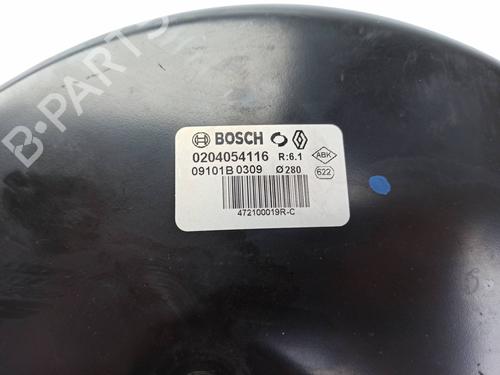 BOSCH
0204054116 R:6.1 ABK
09101B 0309 Ø280 622
472100019R-C
B-PARTS